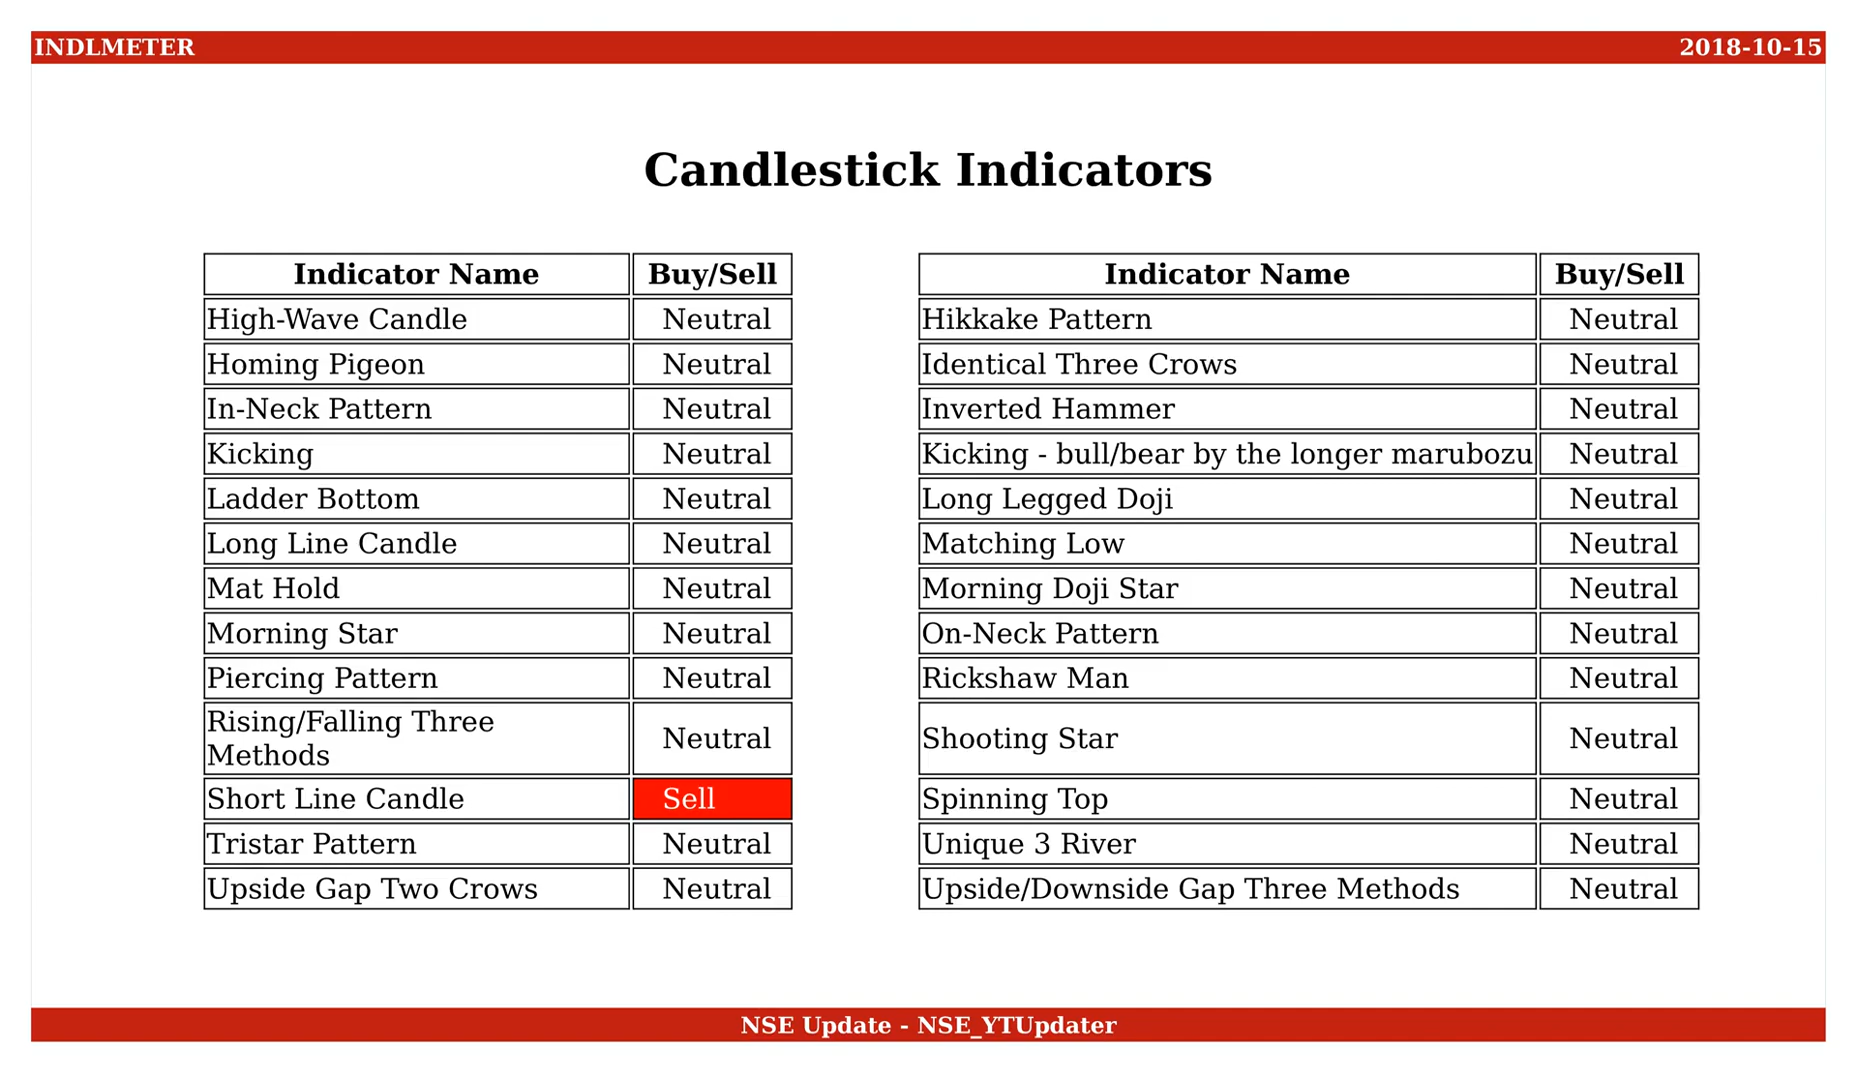 INDLMETER 2018-10-15
Candlestick Indicators
Indicator Name Buy/Sell Indicator Name Buy/Sell
High-Wave Candle Neutral Hikkake Pattern Neutral
Homing Pigeon Neutral Identical Three Crows Neutral
In-Neck Pattern Neutral Inverted Hammer Neutral
Kicking Neutral Kicking - bull/bear by the longer marubozu Neutral
Ladder Bottom Neutral Long Legged Doji Neutral
Long Line Candle Neutral Matching Low Neutral
Mat Hold Neutral Morning Doji Star Neutral
Morning Star Neutral On-Neck Pattern Neutral
Piercing Pattern Neutral Rickshaw Man Neutral
Rising/Falling Three
Methods Neutral Shooting Star Neutral
Short Line Candle Sell Spinning Top Neutral
Tristar Pattern Neutral Unique 3 River Neutral
Upside Gap Two Crows Neutral Upside/Downside Gap Three Methods Neutral
NSE Update - NSE_YTUpdater